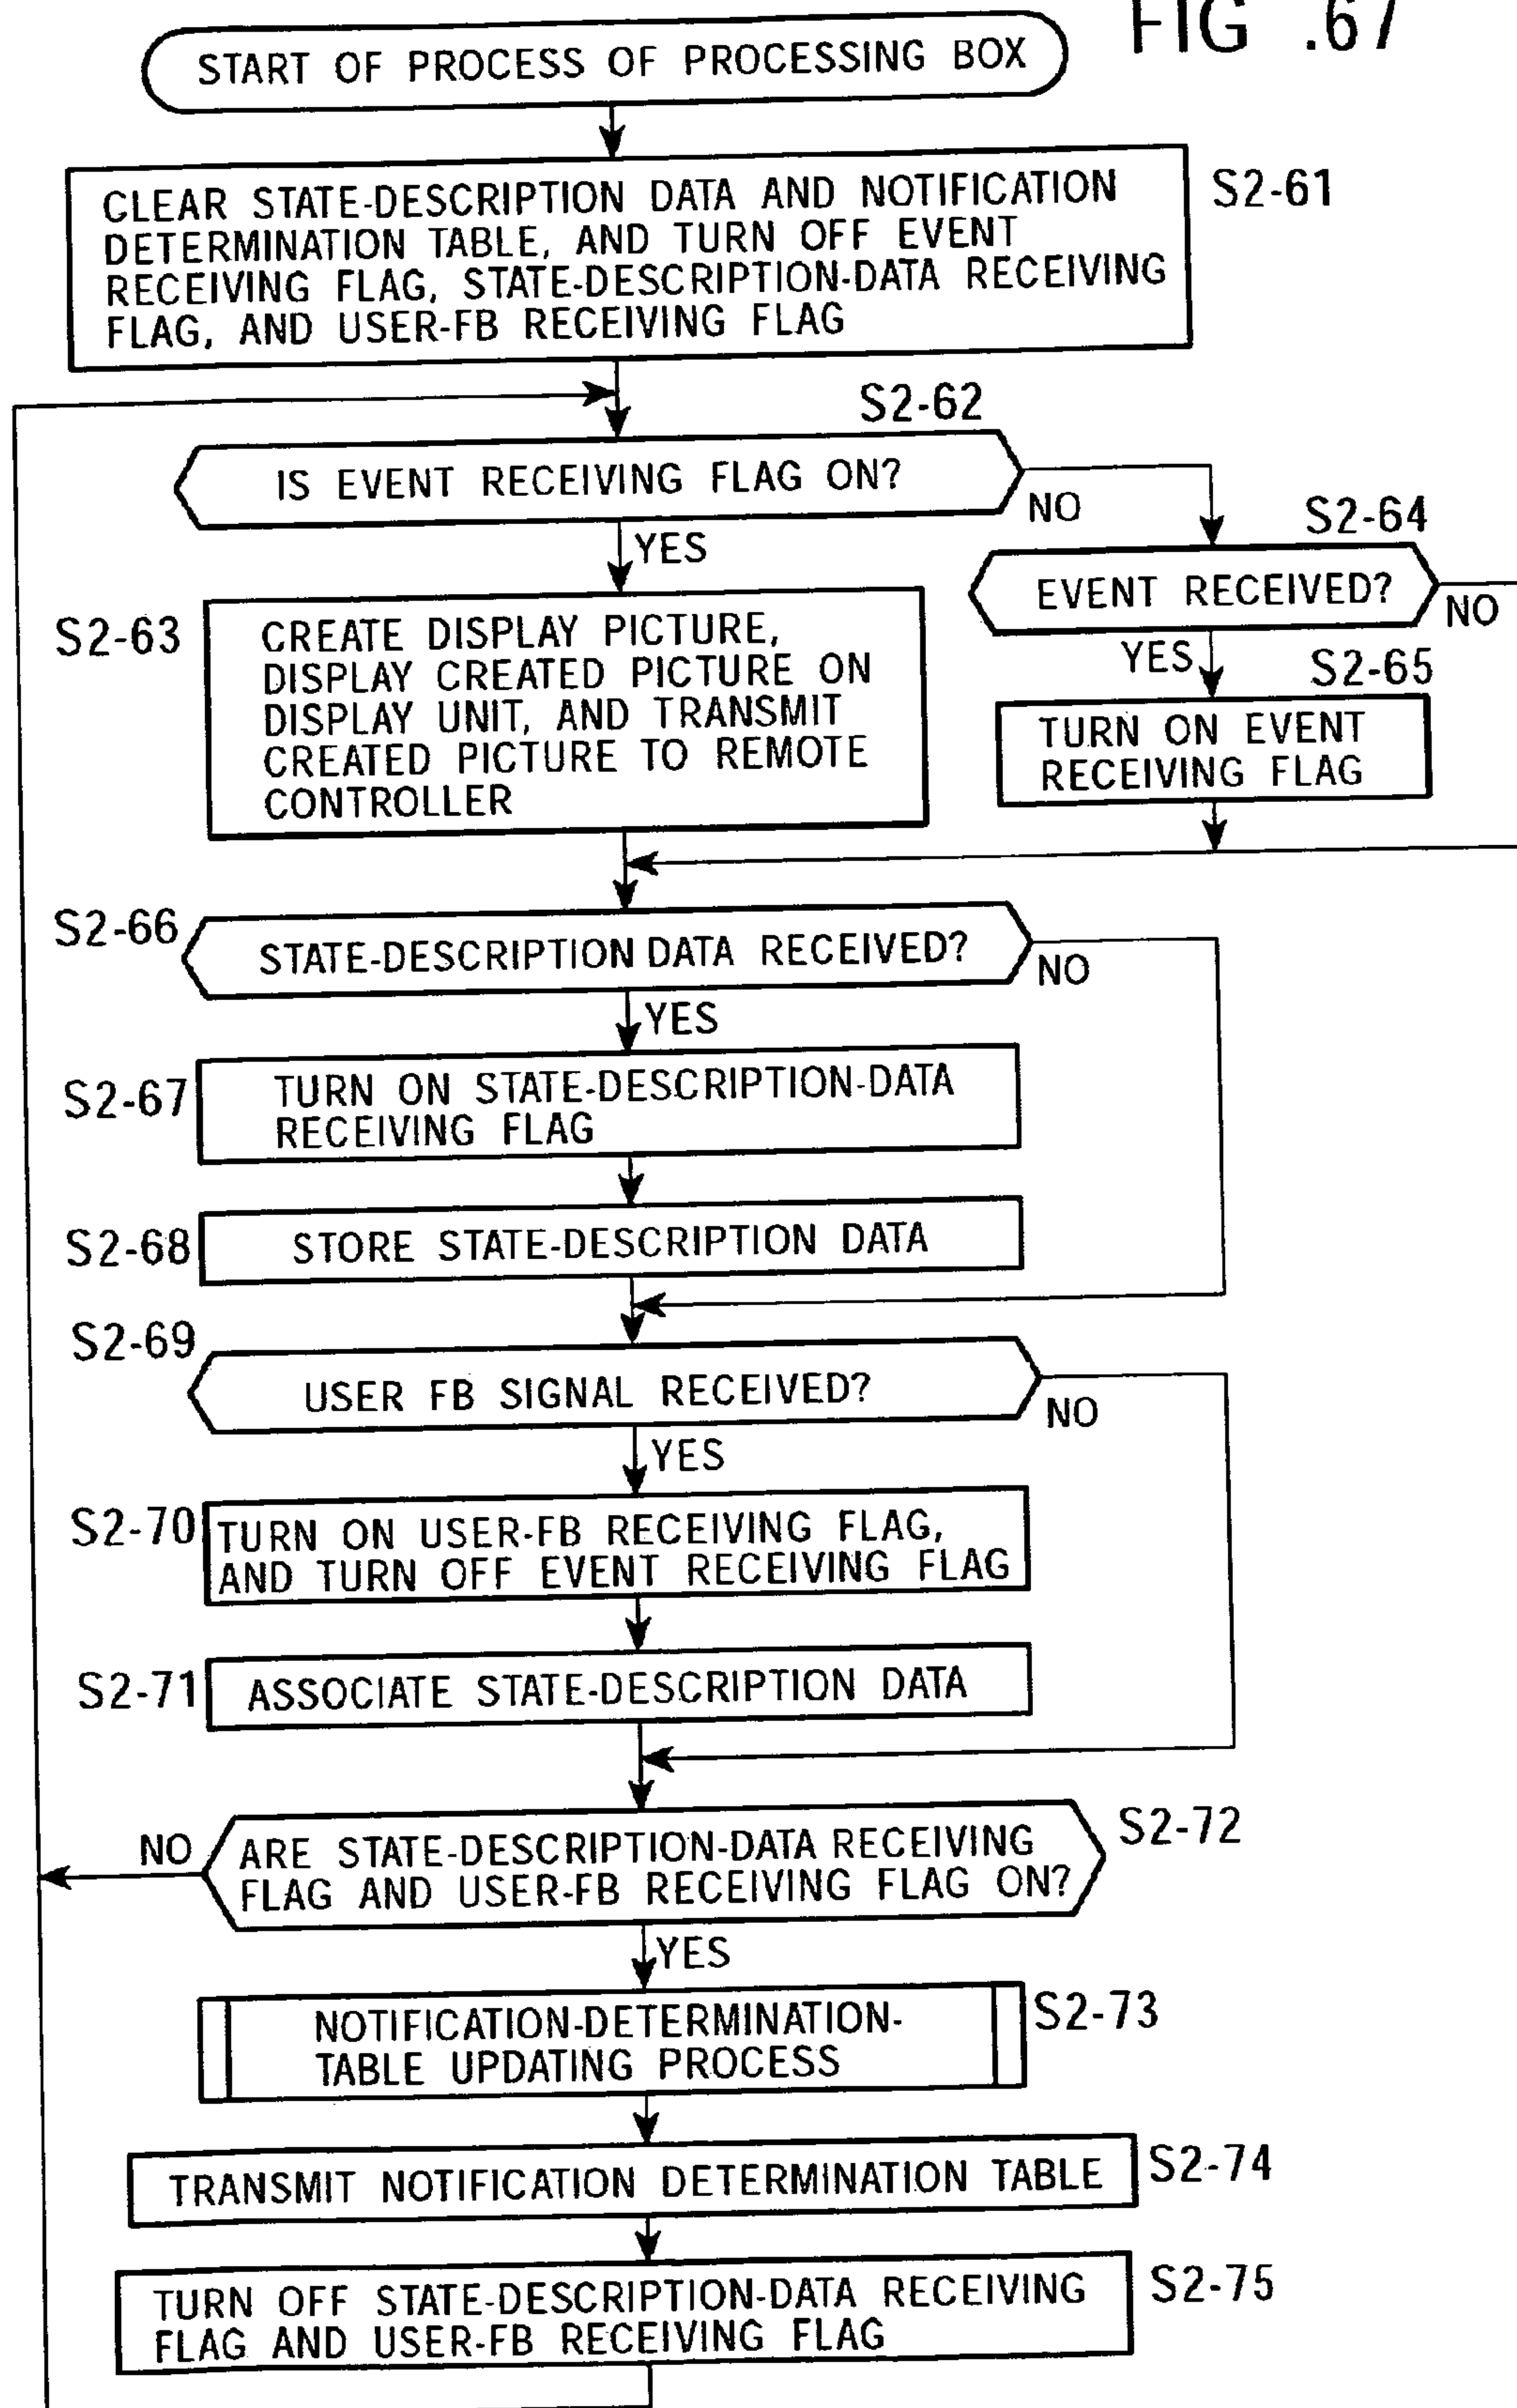 FIG .67
START OF PROCESS OF PROCESSING BOX
CLEAR STATE-DESCRIPTION DATA AND NOTIFICATION
DETERMINATION TABLE, AND TURN OFF EVENT
RECEIVING FLAG, STATE-DESCRIPTION-DATA RECEIVING
FLAG, AND USER-FB RECEIVING FLAG
S2-61
S2-62
IS EVENT RECEIVING FLAG ON?
NO
YES
S2-64
EVENT RECEIVED?
NO
YES
S2-63
CREATE DISPLAY PICTURE,
DISPLAY CREATED PICTURE ON
DISPLAY UNIT, AND TRANSMIT
CREATED PICTURE TO REMOTE
CONTROLLER
S2-65
TURN ON EVENT
RECEIVING FLAG
S2-66
STATE-DESCRIPTION DATA RECEIVED?
NO
YES
S2-67
TURN ON STATE-DESCRIPTION-DATA
RECEIVING FLAG
S2-68
STORE STATE-DESCRIPTION DATA
S2-69
USER FB SIGNAL RECEIVED?
NO
YES
S2-70
TURN ON USER-FB RECEIVING FLAG,
AND TURN OFF EVENT RECEIVING FLAG
S2-71
ASSOCIATE STATE-DESCRIPTION DATA
S2-72
NO
ARE STATE-DESCRIPTION-DATA RECEIVING
FLAG AND USER-FB RECEIVING FLAG ON?
YES
NOTIFICATION-DETERMINATION-
TABLE UPDATING PROCESS
S2-73
TRANSMIT NOTIFICATION DETERMINATION TABLE
S2-74
TURN OFF STATE-DESCRIPTION-DATA RECEIVING
FLAG AND USER-FB RECEIVING FLAG
S2-75